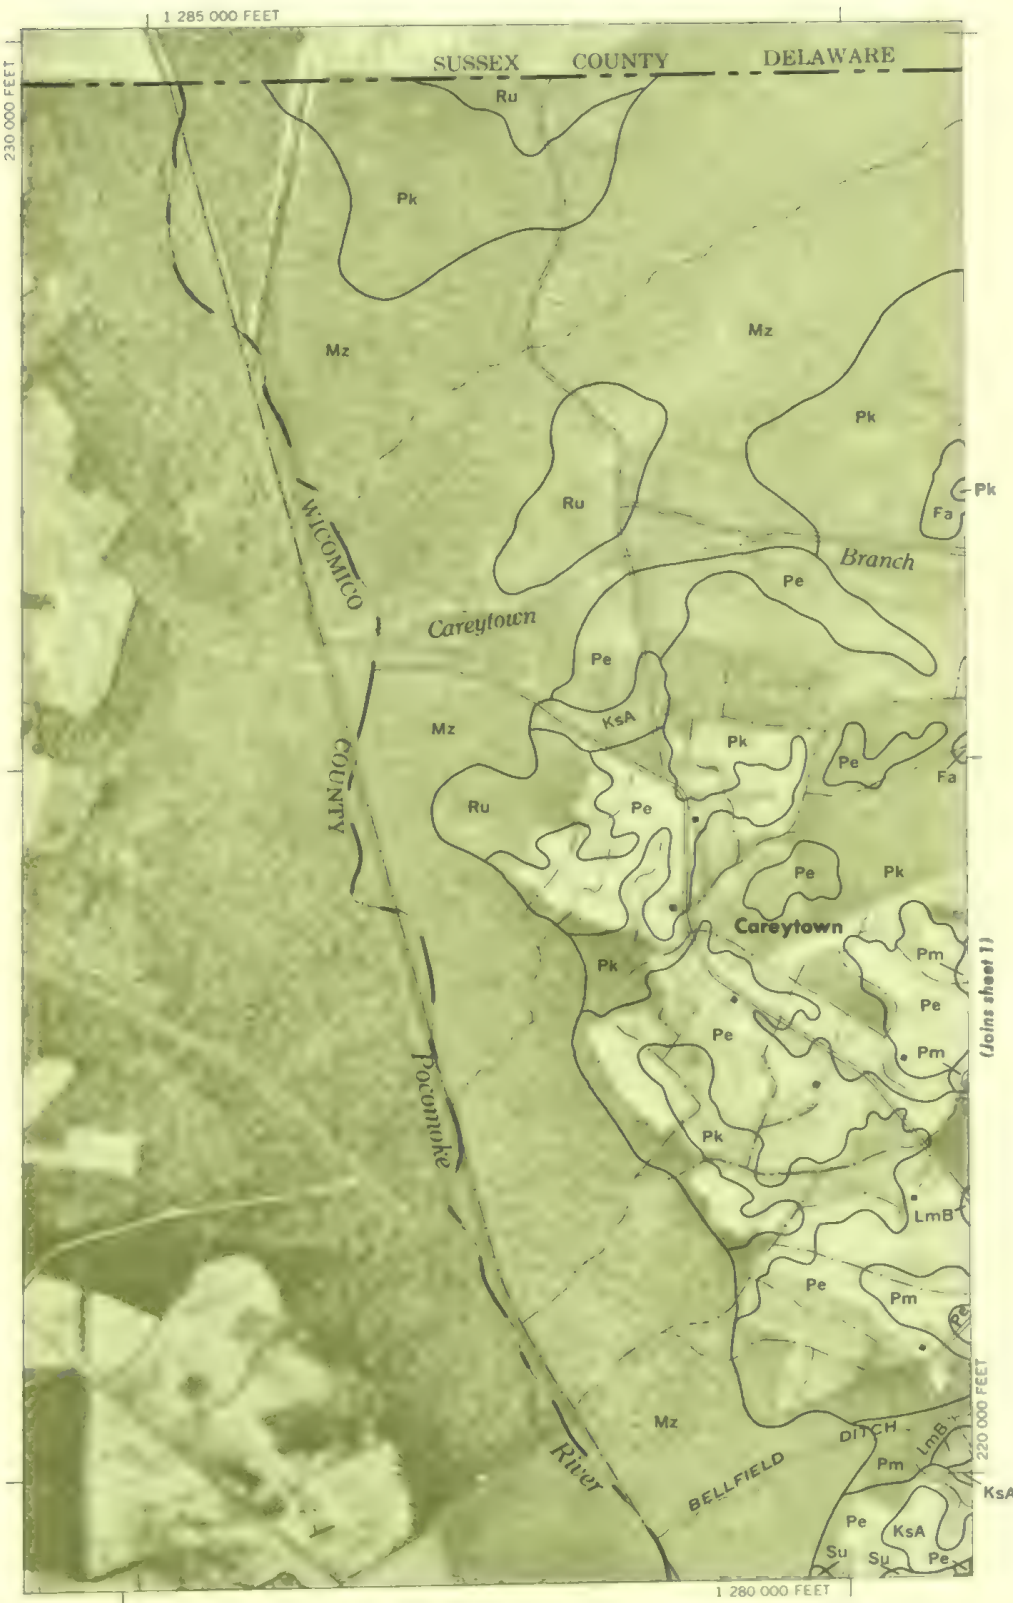 1 285 000 FEET
230 000 FEET
SUSSEX COUNTY DELAWARE
Ru
Pk
Mz
Mz
Pk
Pk
Fa
Ru
WICOMICO
COUNTY
Branch
Pe
Careytown
Pe
KsA
Mz
Pk
Pe
Fa
Ru
Pe
Pe
Pk
Careytown
Pm
Pk
Pe
Pe
(Joins sheet 1)
Pm
Pocomoke
Pk
LmB
Pe
Pm
Pe
220 000 FEET
Mz
DITCH
LmB
River
BELLFIELD
Pm
KsA
Pe
KsA
Su
Su
Pe
1 280 000 FEET